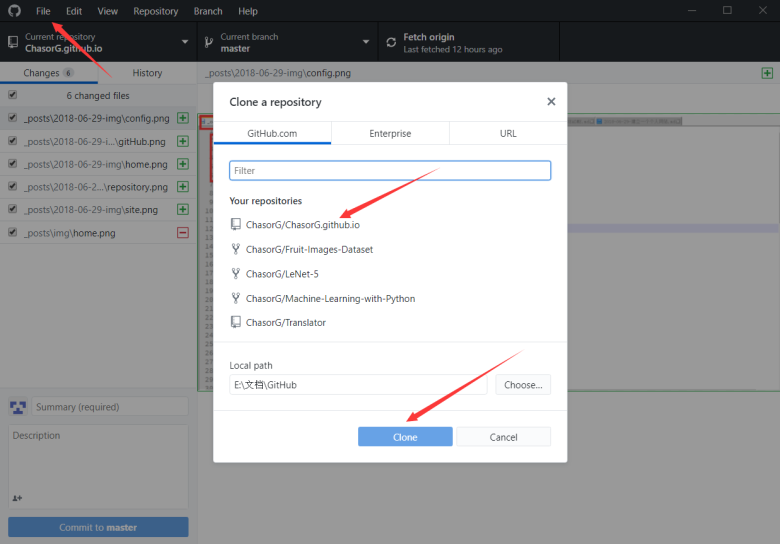 File Edit View Repository Branch Help
Current repository
ChasorG.github.io
Current branch
master
Fetch origin
Last fetched 12 hours ago
Changes 6 History
_posts\2018-06-29-img\config.png
6 changed files
_posts\2018-06-29-img\config.png
_posts\2018-06-29-i...\gitHub.png
_posts\2018-06-29-img\home.png
_posts\2018-06-2...\repository.png
_posts\2018-06-29-img\site.png
_posts\img\home.png
Summary (required)
Description
Commit to master
Clone a repository
GitHub.com Enterprise URL
Filter
Your repositories
ChasorG/ChasorG.github.io
ChasorG/Fruit-Images-Dataset
ChasorG/LeNet-5
ChasorG/Machine-Learning-with-Python
ChasorG/Translator
Local path
E:\文档\GitHub
Choose...
Clone Cancel